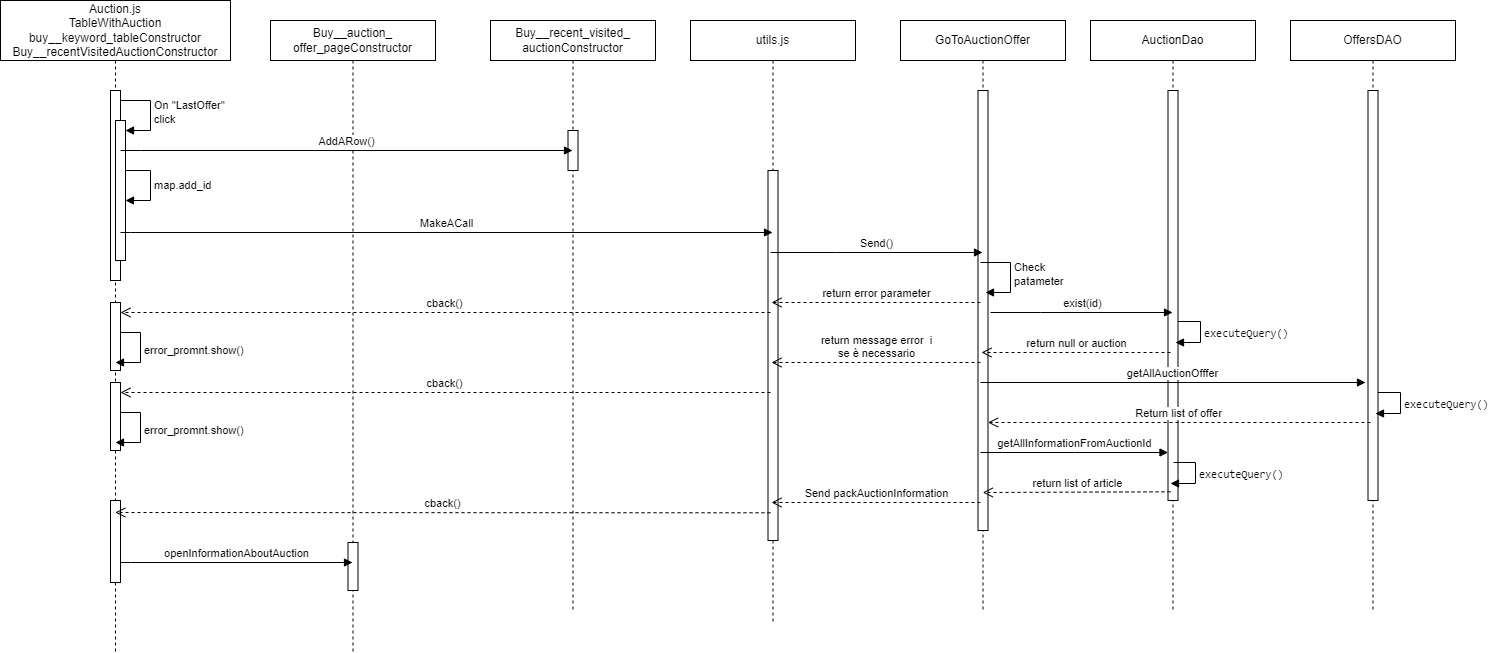 Auction.js
TableWithAuction
buy__keyword_tableConstructor
Buy__recentVisitedAuctionConstructor
Buy__auction_
offer_pageConstructor
Buy__recent_visited_
auctionConstructor
utils.js
GoToAuctionOffer
AuctionDao
OffersDAO
On "LastOffer"
click
AddARow()
map.add_id
MakeACall
Send()
Check
patameter
return error parameter
cback()
exist(id)
executeQuery()
error_promnt.show()
return message error i
se è necessario
return null or auction
getAllAuctionOfffer
cback()
executeQuery()
Return list of offer
error_promnt.show()
getAllInformationFromAuctionId
executeQuery()
return list of article
Send packAuctionInformation
cback()
openInformationAboutAuction